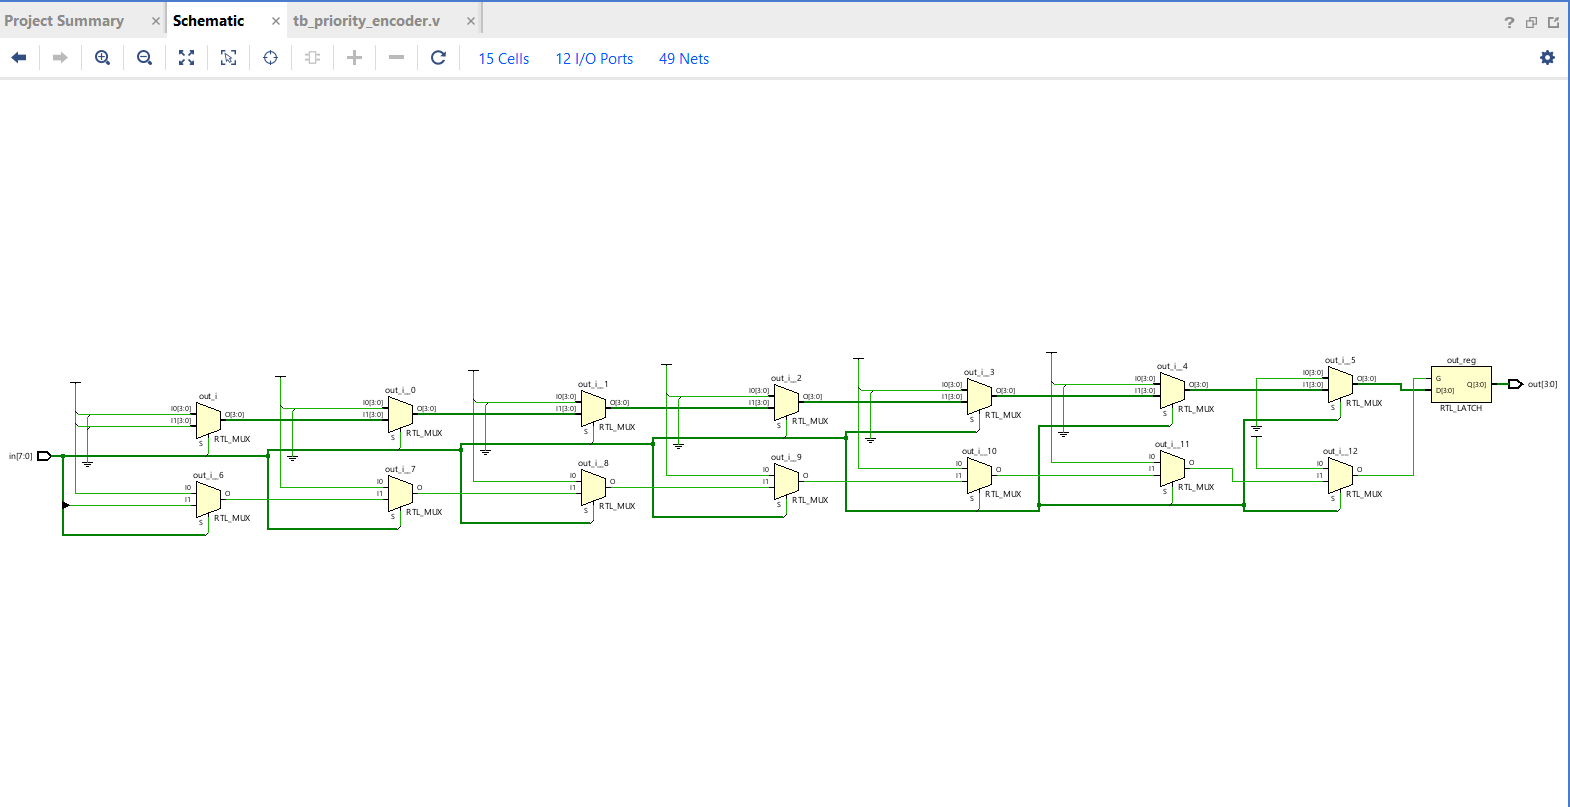 Project Summary × Schematic × tb_priority_encoder.v ×
?
15 Cells 12 I/O Ports 49 Nets
out_i
I0[3:0]
I1[3:0]
O[3:0]
S
RTL_MUX
out_i__0
I0[3:0]
I1[3:0]
O[3:0]
S
RTL_MUX
out_i__1
I0[3:0]
I1[3:0]
O[3:0]
S
RTL_MUX
out_i__2
I0[3:0]
I1[3:0]
O[3:0]
S
RTL_MUX
out_i__3
I0[3:0]
I1[3:0]
O[3:0]
S
RTL_MUX
out_i__4
I0[3:0]
I1[3:0]
O[3:0]
S
RTL_MUX
out_i__5
I0[3:0]
I1[3:0]
O[3:0]
S
RTL_MUX
out_reg
G
D[3:0]
Q[3:0]
RTL_LATCH
out[3:0]
in[7:0]
out_i__6
I0
I1
O
S
RTL_MUX
out_i__7
I0
I1
O
S
RTL_MUX
out_i__8
I0
I1
O
S
RTL_MUX
out_i__9
I0
I1
O
S
RTL_MUX
out_i__10
I0
I1
O
S
RTL_MUX
out_i__11
I0
I1
O
S
RTL_MUX
out_i__12
I0
I1
O
S
RTL_MUX